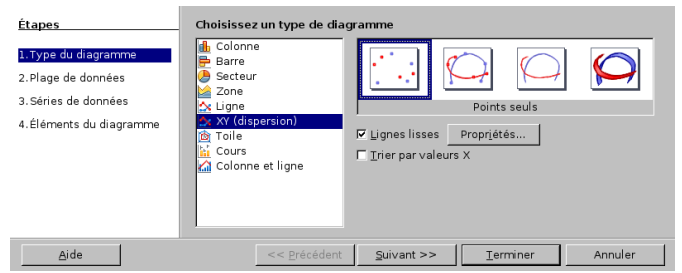 Étapes
1.Type du diagramme
2.Plage de données
3.Séries de données
4.Éléments du diagramme
Choisissez un type de diagramme
Colonne
Barre
Secteur
Zone
Ligne
XY (dispersion)
Toile
Cours
Colonne et ligne
Points seuls
Lignes lisses
Propriétés...
Trier par valeurs X
Aide
<< Précédent
Suivant >>
Terminer
Annuler